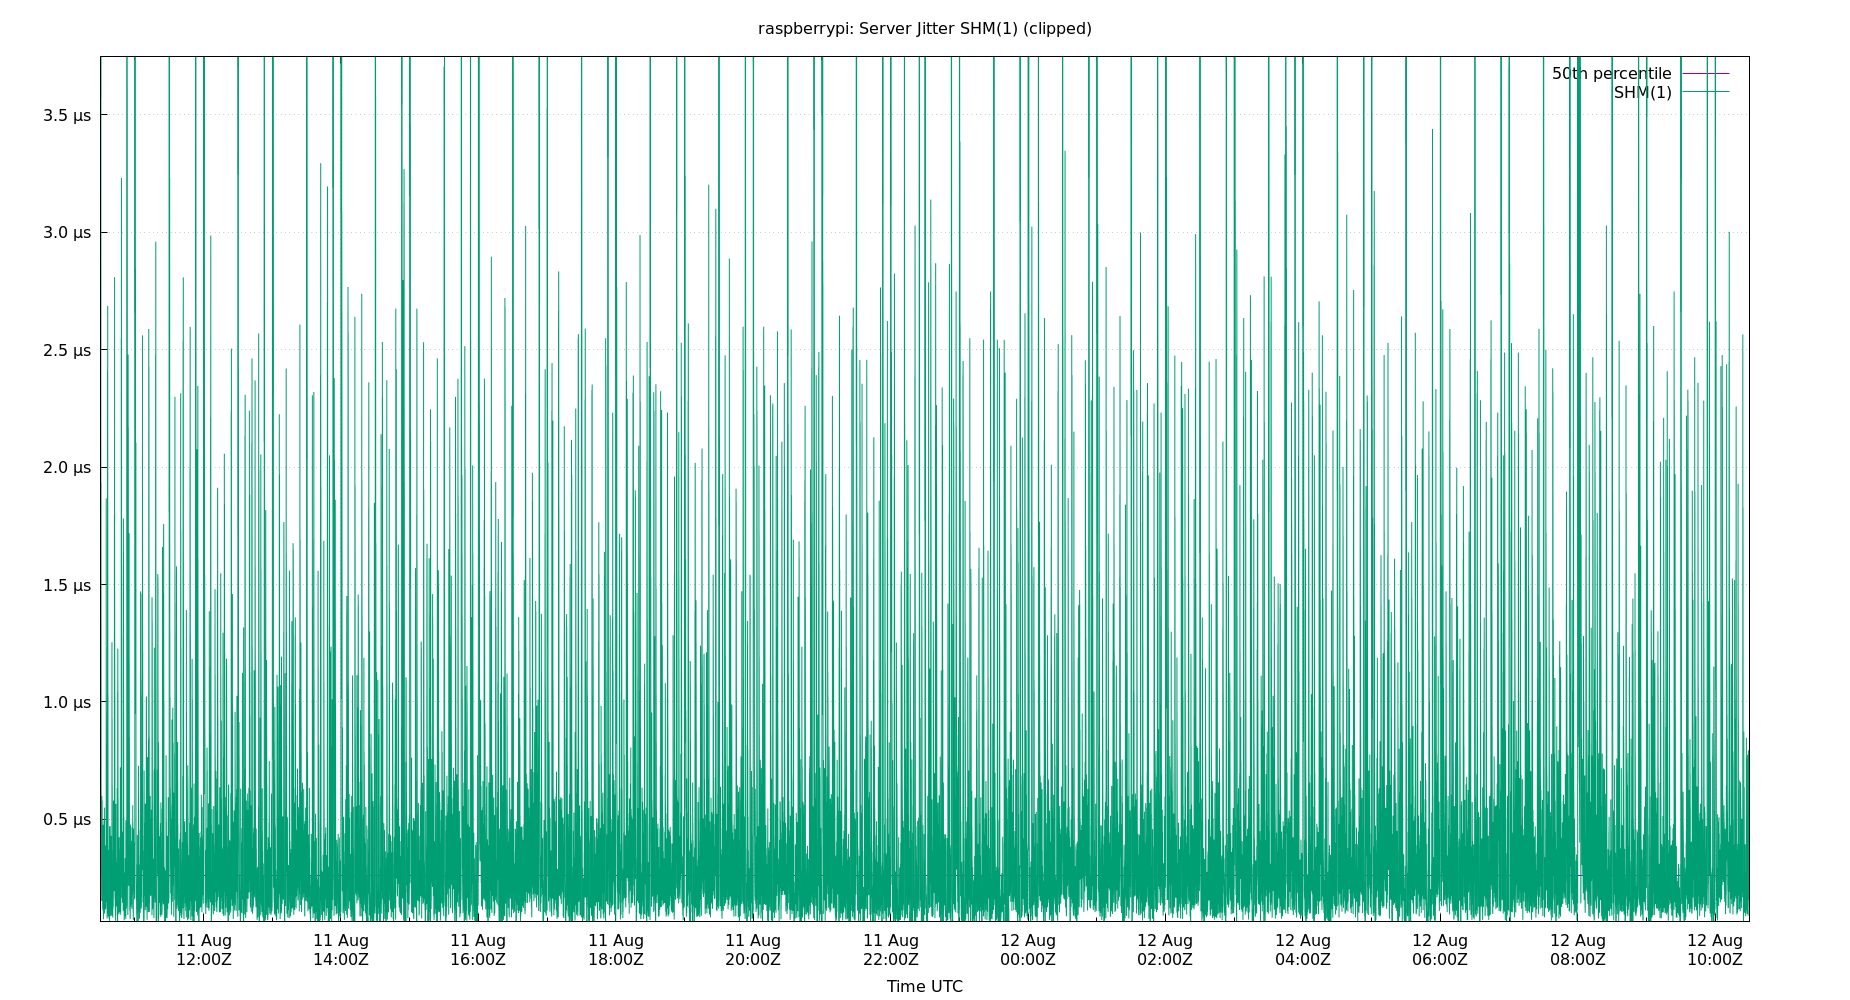 raspberrypi: Server Jitter SHM(1) (clipped)
50th percentile
SHM(1)
3.5 µs
3.0 µs
2.5 µs
2.0 µs
1.5 µs
1.0 µs
0.5 µs
11 Aug 11 Aug 11 Aug 11 Aug 11 Aug 11 Aug 12 Aug 12 Aug 12 Aug 12 Aug 12 Aug 12 Aug
12:00Z 14:00Z 16:00Z 18:00Z 20:00Z 22:00Z 00:00Z 02:00Z 04:00Z 06:00Z 08:00Z 10:00Z
Time UTC